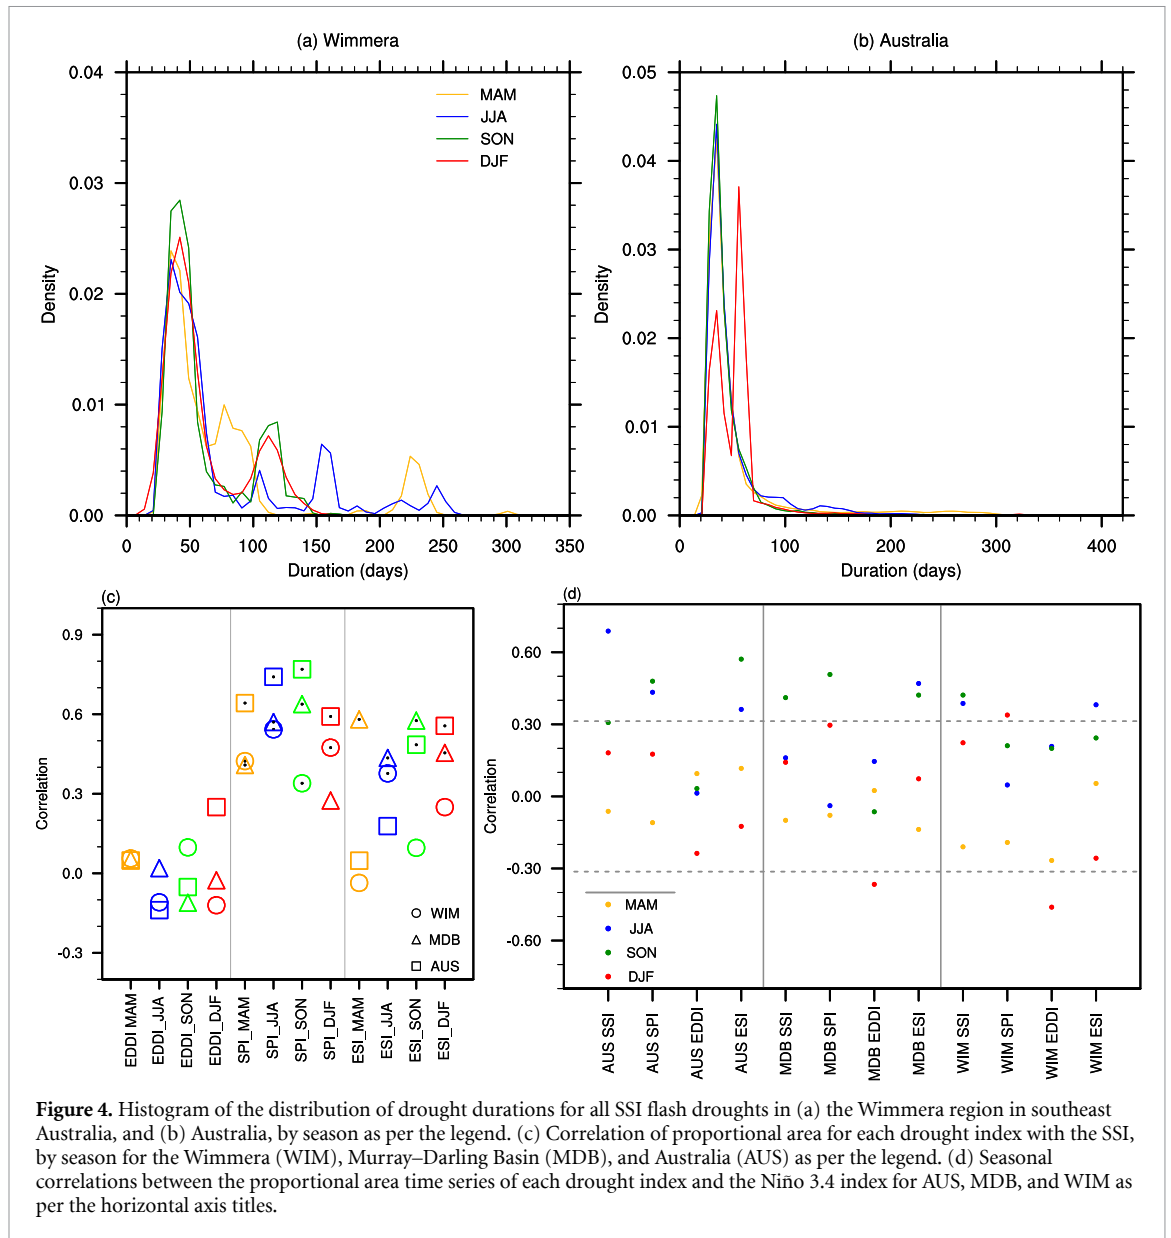 (a) Wimmera
0.04
0.03
0.02
0.01
0.00
Density
MAM
JJA
SON
DJF
0 50 100 150 200 250 300 350
Duration (days)
(b) Australia
0.05
0.04
0.03
0.02
0.01
0.00
Density
0 100 200 300 400
Duration (days)
(c)
0.9
0.6
0.3
0.0
-0.3
Correlation
WIM
MDB
AUS
EDDI MAM
EDDI_JJA
EDDI_SON
EDDI_DJF
SPI_MAM
SPI_JJA
SPI_SON
SPI_DJF
ESI_MAM
ESI_JJA
ESI_SON
ESI_DJF
(d)
0.60
0.30
0.00
-0.30
-0.60
Correlation
MAM
JJA
SON
DJF
AUS SSI
AUS SPI
AUS EDDI
AUS ESI
MDB SSI
MDB SPI
MDB EDDI
MDB ESI
WIM SSI
WIM SPI
WIM EDDI
WIM ESI
Figure 4. Histogram of the distribution of drought durations for all SSI flash droughts in (a) the Wimmera region in southeast
Australia, and (b) Australia, by season as per the legend. (c) Correlation of proportional area for each drought index with the SSI,
by season for the Wimmera (WIM), Murray–Darling Basin (MDB), and Australia (AUS) as per the legend. (d) Seasonal
correlations between the proportional area time series of each drought index and the Niño 3.4 index for AUS, MDB, and WIM as
per the horizontal axis titles.